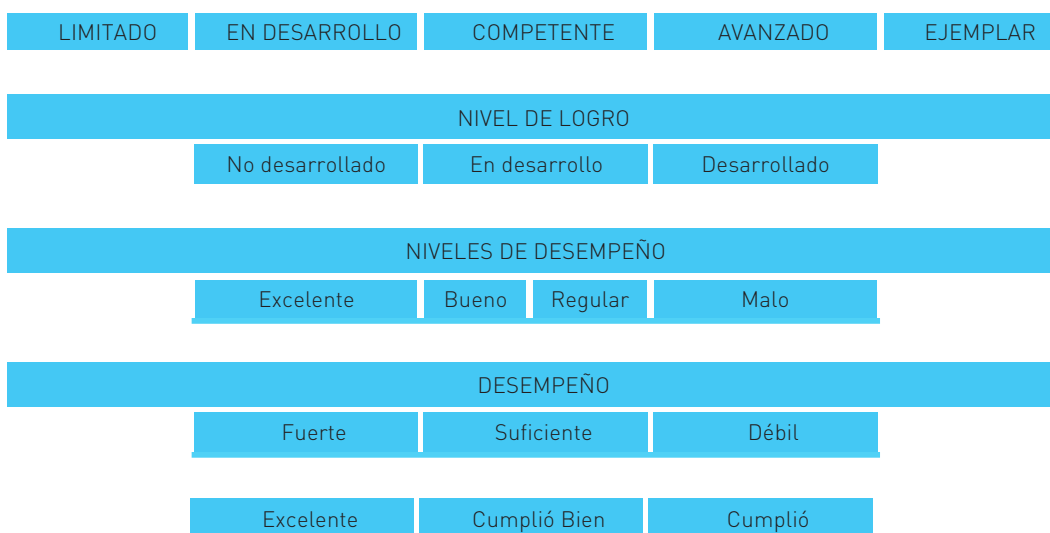 LIMITADO EN DESARROLLO COMPETENTE AVANZADO EJEMPLAR
NIVEL DE LOGRO
No desarrollado En desarrollo Desarrollado
NIVELES DE DESEMPEÑO
Excelente Bueno Regular Malo
DESEMPEÑO
Fuerte Suficiente Débil
Excelente Cumplió Bien Cumplió